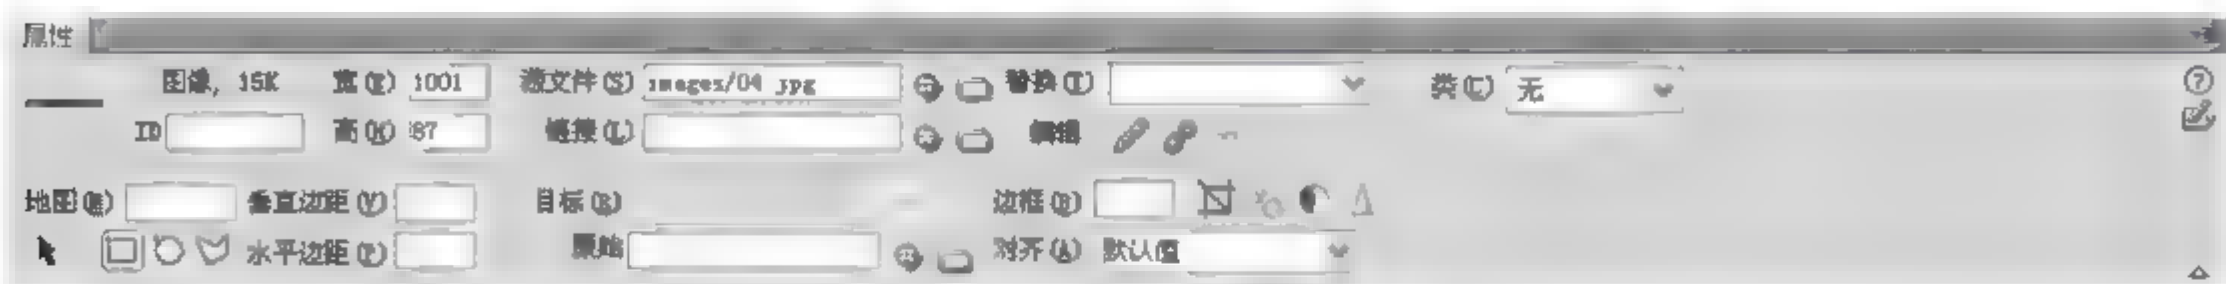 属性
图像, 15K 宽(W) 1001 源文件(S) images/04.jpg 替换(T) 类(C) 无
ID 高(H) 87 链接(L) 编辑
地图(M) 垂直边距(V) 目标(R) 边框(B)
水平边距(P) 原始 对齐(A) 默认值